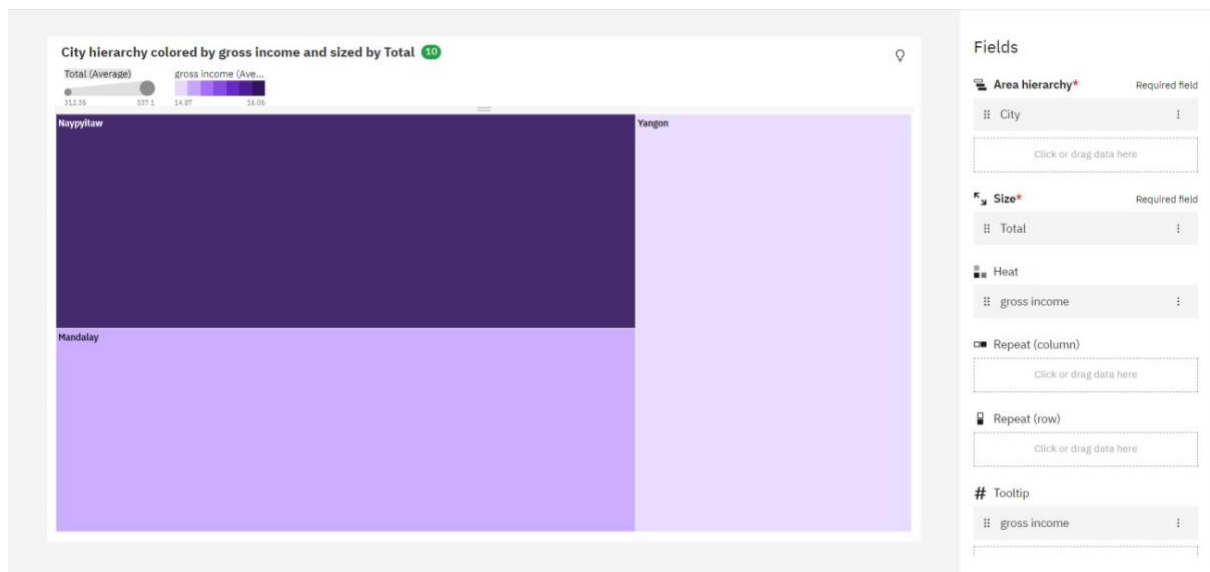 City hierarchy colored by gross income and sized by Total 10
Total (Average)
gross income (Ave...
312.35 337.1
14.87 16.05
Naypyitaw
Yangon
Mandalay
Fields
Area hierarchy* Required field
City
Click or drag data here
Size* Required field
Total
Heat
gross income
Repeat (column)
Click or drag data here
Repeat (row)
Click or drag data here
# Tooltip
gross income